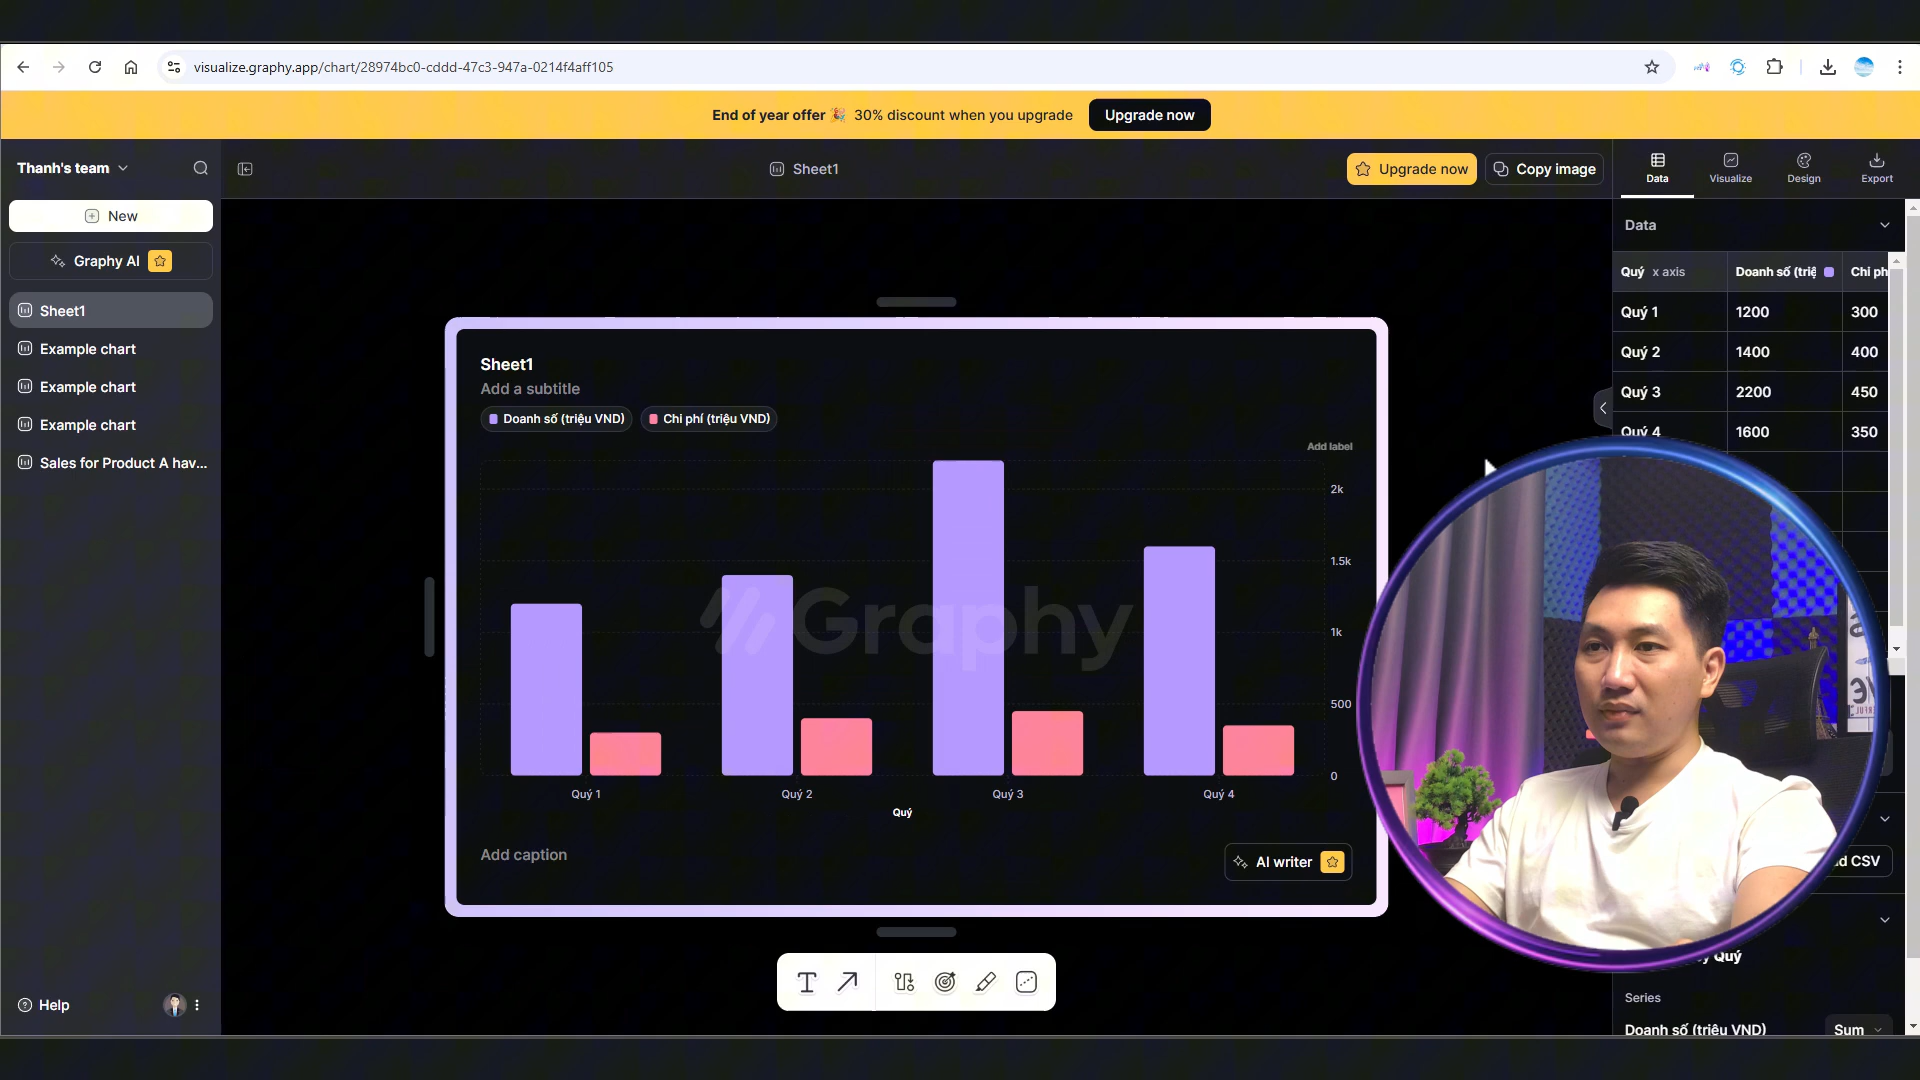 visualize.graphy.app/chart/28974bc0-cddd-47c3-947a-0214f4aff105
End of year offer 🎉 30% discount when you upgrade
Upgrade now
Thanh's team
Sheet1
Upgrade now
Copy image
Data
Visualize
Design
Export
New
Graphy AI
Sheet1
Example chart
Example chart
Example chart
Sales for Product A hav...
Help
Sheet1
Add a subtitle
Doanh số (triệu VND)
Chi phí (triệu VND)
Add label
2k
1.5k
1k
500
0
Graphy
Quý 1
Quý 2
Quý 3
Quý 4
Quý
Add caption
AI writer
Data
Quý x axis Doanh số (triệ Chi ph
Quý 1 1200 300
Quý 2 1400 400
Quý 3 2200 450
Quý 4 1600 350
CSV
Quý
Series
Doanh số (triệu VND) Sum